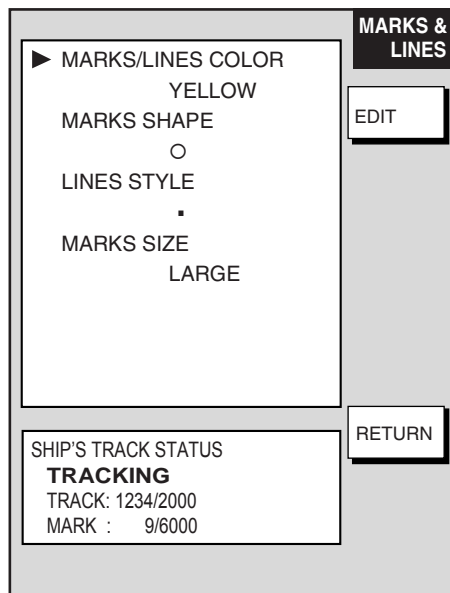 MARKS &
LINES
▶ MARKS/LINES COLOR
YELLOW
MARKS SHAPE
○
LINES STYLE
▪
MARKS SIZE
LARGE
EDIT
RETURN
SHIP'S TRACK STATUS
TRACKING
TRACK: 1234/2000
MARK : 9/6000